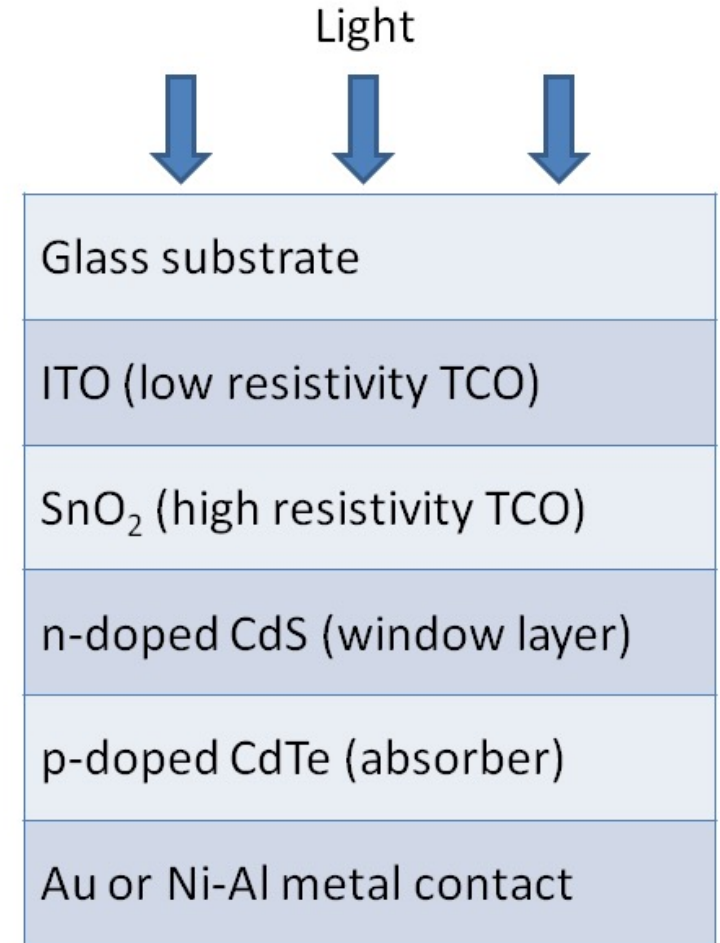 Light
Glass substrate
ITO (low resistivity TCO)
SnO₂ (high resistivity TCO)
n-doped CdS (window layer)
p-doped CdTe (absorber)
Au or Ni-Al metal contact